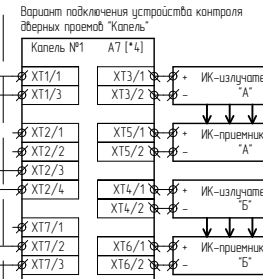 Вариант подключения устройства контроля
дверных проемов "Капель"
Капель №1 А7 [*4]
XT1/1 XT3/1 +
XT1/3 XT3/2 -
ИК-излучате
"А"
XT2/1 XT5/1 +
XT2/2 XT5/2 -
ИК-приемник
"А"
XT2/3
XT2/4 XT4/1 +
XT4/2 -
ИК-излучате
"Б"
XT7/1
XT7/2 XT6/1 +
XT7/3 XT6/2 -
ИК-приемник
"Б"